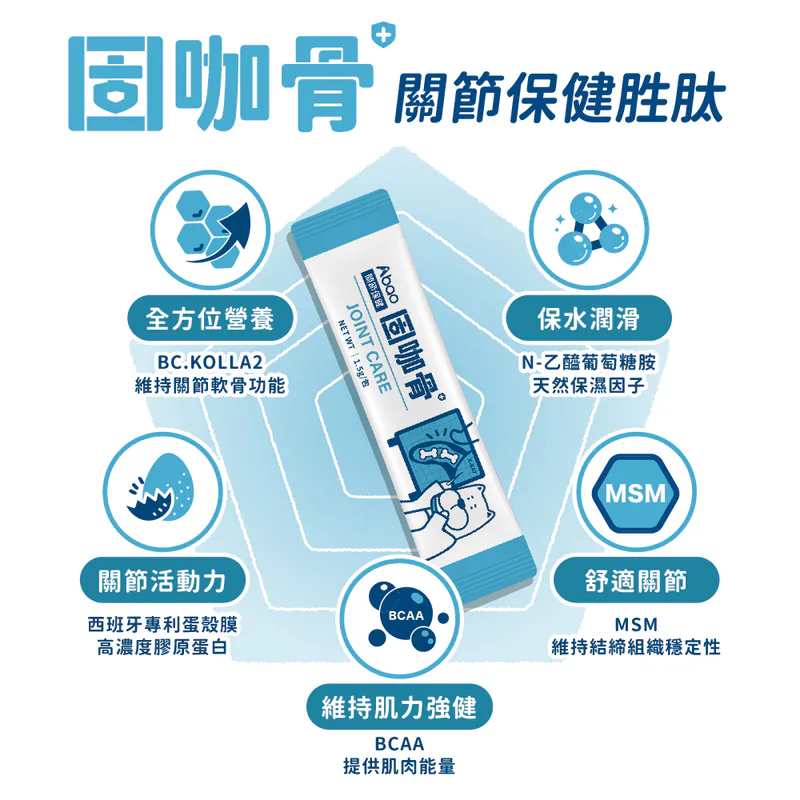 固咖骨
關節保健胜肽
全方位營養
BC.KOLLA2
維持關節軟骨功能
保水潤滑
N-乙醯葡萄糖胺
天然保濕因子
Aboo
關節保健
固咖骨
JOINT CARE
NET WT｜1.5g/包
X-RAY
關節活動力
西班牙專利蛋殼膜
高濃度膠原蛋白
MSM
舒適關節
MSM
維持結締組織穩定性
BCAA
維持肌力強健
BCAA
提供肌肉能量